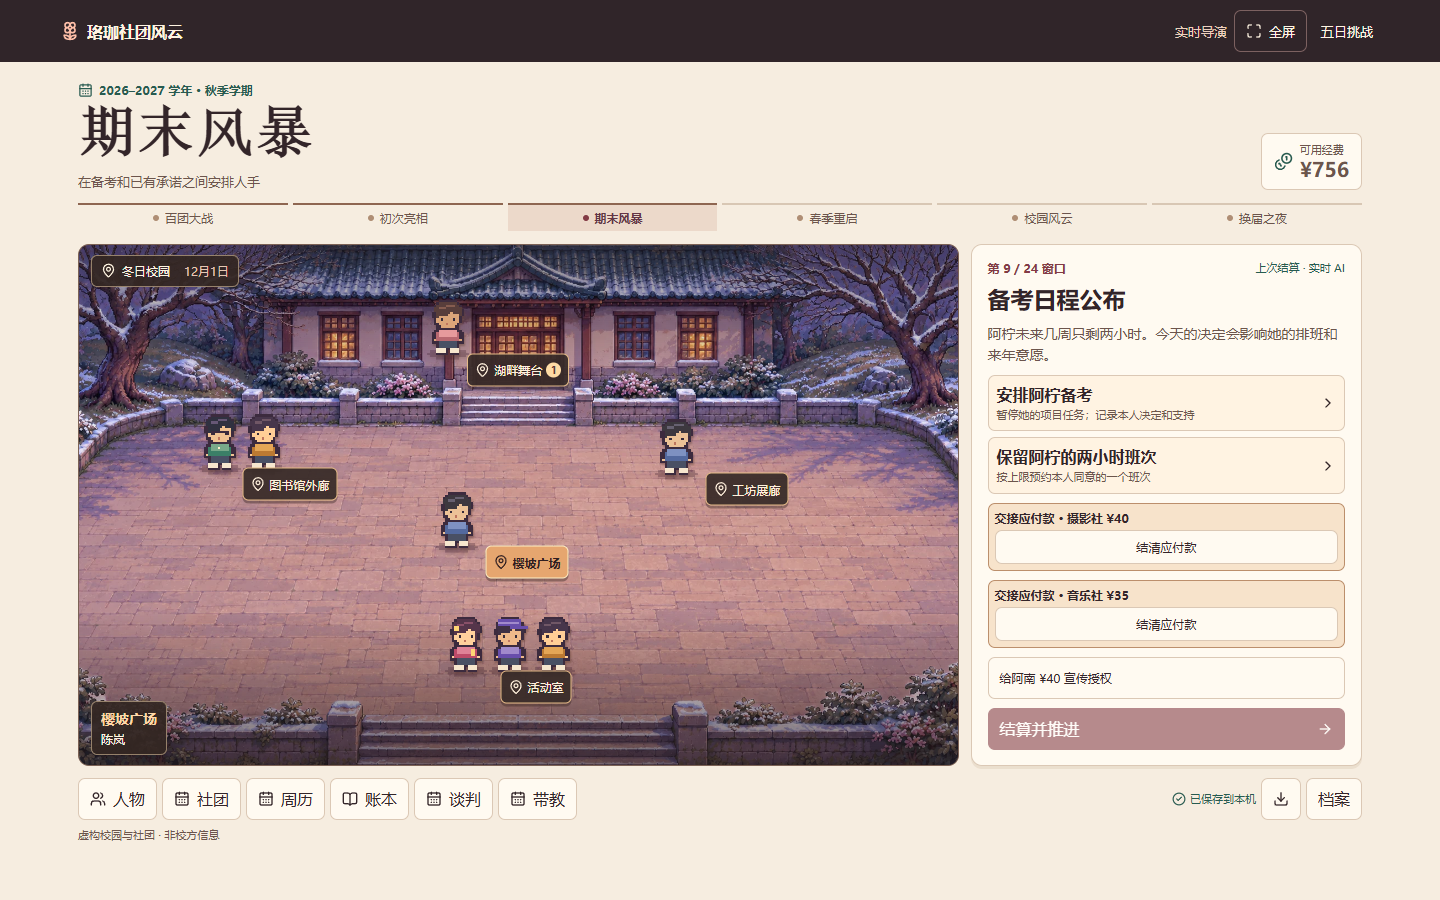 珞珈社团风云
实时导演
全屏
五日挑战
2026–2027 学年 • 秋季学期
期末风暴
在备考和已有承诺之间安排人手
可用经费
¥756
百团大战
初次亮相
期末风暴
春季重启
校园风云
换届之夜
冬日校园 12月1日
湖畔舞台 1
图书馆外廊
工坊展廊
樱坡广场
活动室
樱坡广场
陈岚
第 9 / 24 窗口
上次结算 · 实时 AI
备考日程公布
阿柠未来几周只剩两小时。今天的决定会影响她的排班和
来年意愿。
安排阿柠备考
暂停她的项目任务；记录本人决定和支持
保留阿柠的两小时班次
按上限预约本人同意的一个班次
交接应付款 • 摄影社 ¥40
结清应付款
交接应付款 • 音乐社 ¥35
结清应付款
给阿南 ¥40 宣传授权
结算并推进
人物
社团
周历
账本
谈判
带教
已保存到本机
档案
虚构校园与社团 · 非校方信息